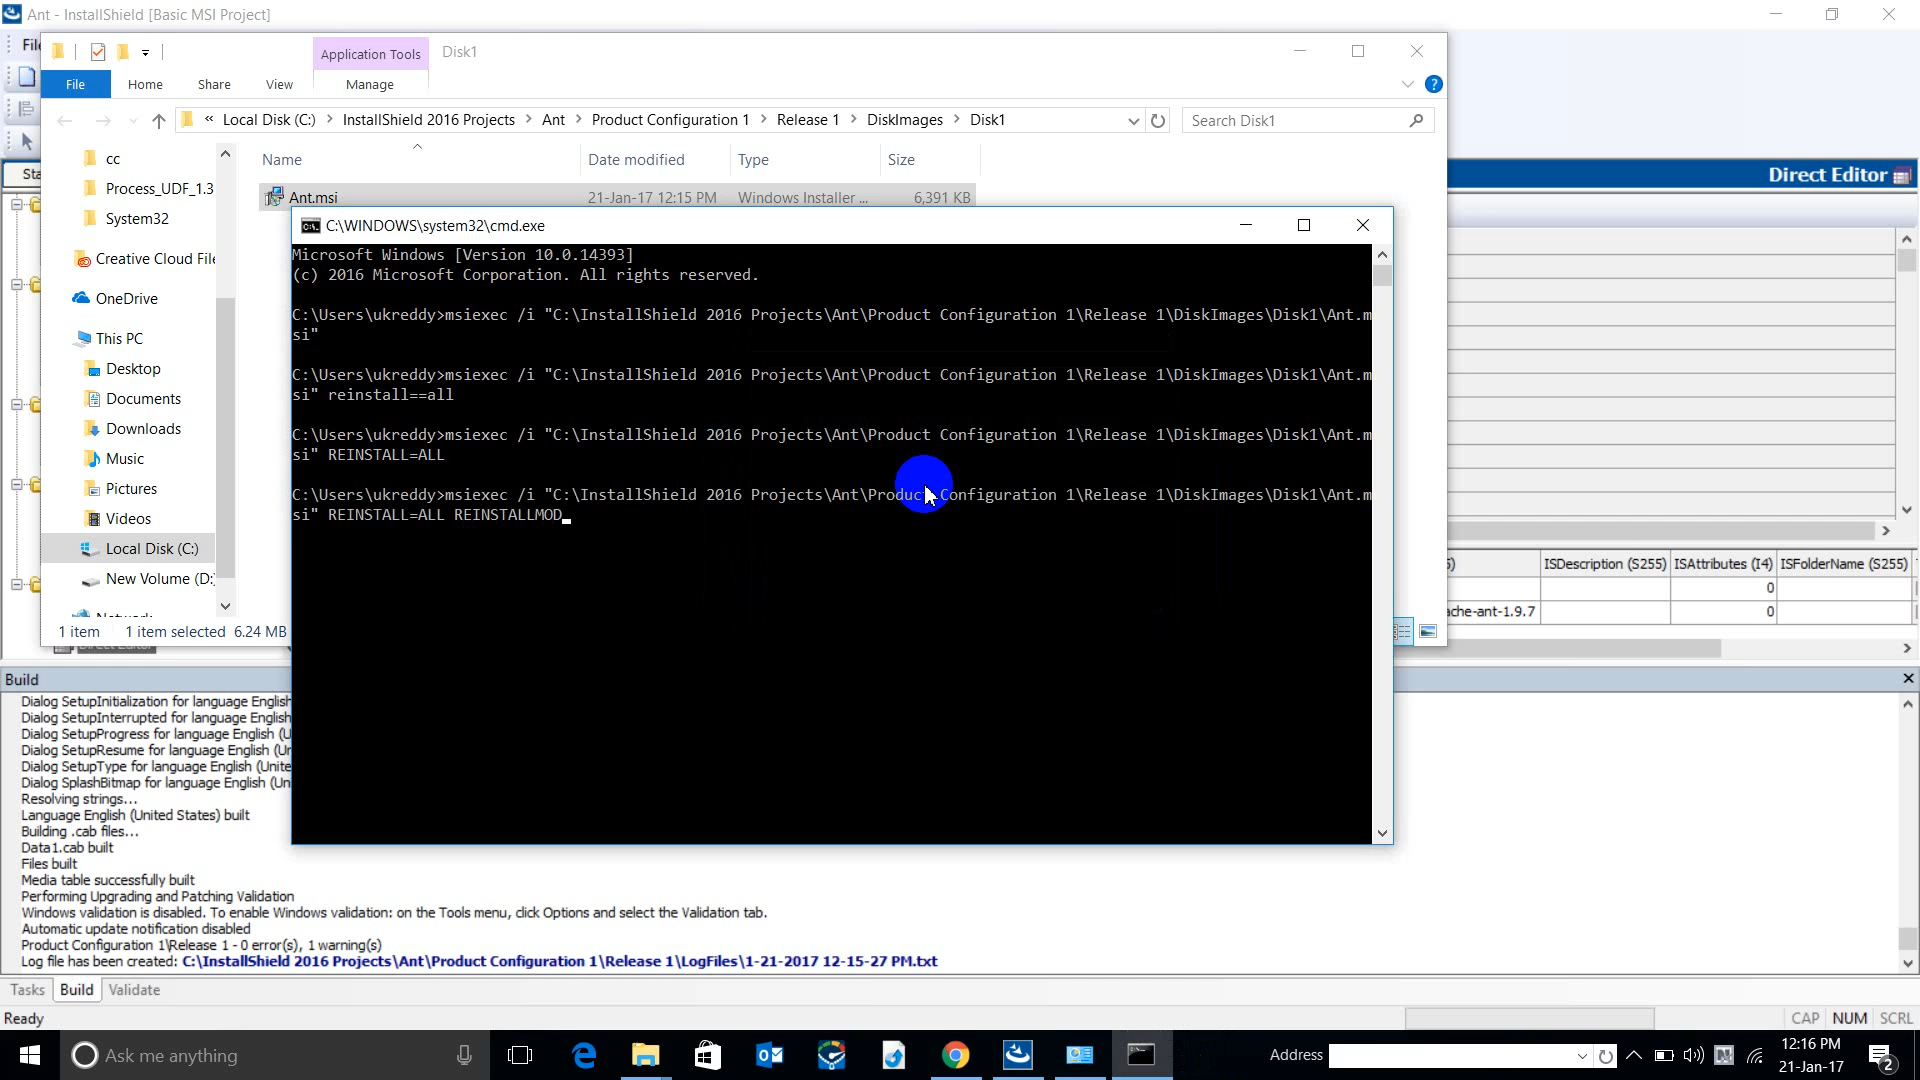 Ant - InstallShield [Basic MSI Project]
Application Tools
Disk1
File
Home
Share
View
Manage
« Local Disk (C:) > InstallShield 2016 Projects > Ant > Product Configuration 1 > Release 1 > DiskImages > Disk1
Search Disk1
Name
Date modified
Type
Size
Ant.msi
21-Jan-17 12:15 PM
Windows Installer ...
6,391 KB
cc
Process_UDF_1.3
System32
Creative Cloud File
OneDrive
This PC
Desktop
Documents
Downloads
Music
Pictures
Videos
Local Disk (C:)
New Volume (D:)
1 item
1 item selected 6.24 MB
Direct Editor
C:\WINDOWS\system32\cmd.exe
Microsoft Windows [Version 10.0.14393]
(c) 2016 Microsoft Corporation. All rights reserved.
C:\Users\ukreddy>msiexec /i "C:\InstallShield 2016 Projects\Ant\Product Configuration 1\Release 1\DiskImages\Disk1\Ant.m
si"
C:\Users\ukreddy>msiexec /i "C:\InstallShield 2016 Projects\Ant\Product Configuration 1\Release 1\DiskImages\Disk1\Ant.m
si" reinstall==all
C:\Users\ukreddy>msiexec /i "C:\InstallShield 2016 Projects\Ant\Product Configuration 1\Release 1\DiskImages\Disk1\Ant.m
si" REINSTALL=ALL
C:\Users\ukreddy>msiexec /i "C:\InstallShield 2016 Projects\Ant\Product Configuration 1\Release 1\DiskImages\Disk1\Ant.m
si" REINSTALL=ALL REINSTALLMOD
Direct Editor
ISDescription (S255)
ISAttributes (I4)
ISFolderName (S255)
0
ache-ant-1.9.7
0
Build
Dialog SetupInitialization for language English
Dialog SetupInterrupted for language English
Dialog SetupProgress for language English (U
Dialog SetupResume for language English (Un
Dialog SetupType for language English (Unite
Dialog SplashBitmap for language English (Un
Resolving strings...
Language English (United States) built
Building .cab files...
Data1.cab built
Files built
Media table successfully built
Performing Upgrading and Patching Validation
Windows validation is disabled. To enable Windows validation: on the Tools menu, click Options and select the Validation tab.
Automatic update notification disabled
Product Configuration 1\Release 1 - 0 error(s), 1 warning(s)
Log file has been created: C:\InstallShield 2016 Projects\Ant\Product Configuration 1\Release 1\LogFiles\1-21-2017 12-15-27 PM.txt
Tasks
Build
Validate
Ready
CAP NUM SCRL
Ask me anything
Address
12:16 PM
21-Jan-17
2